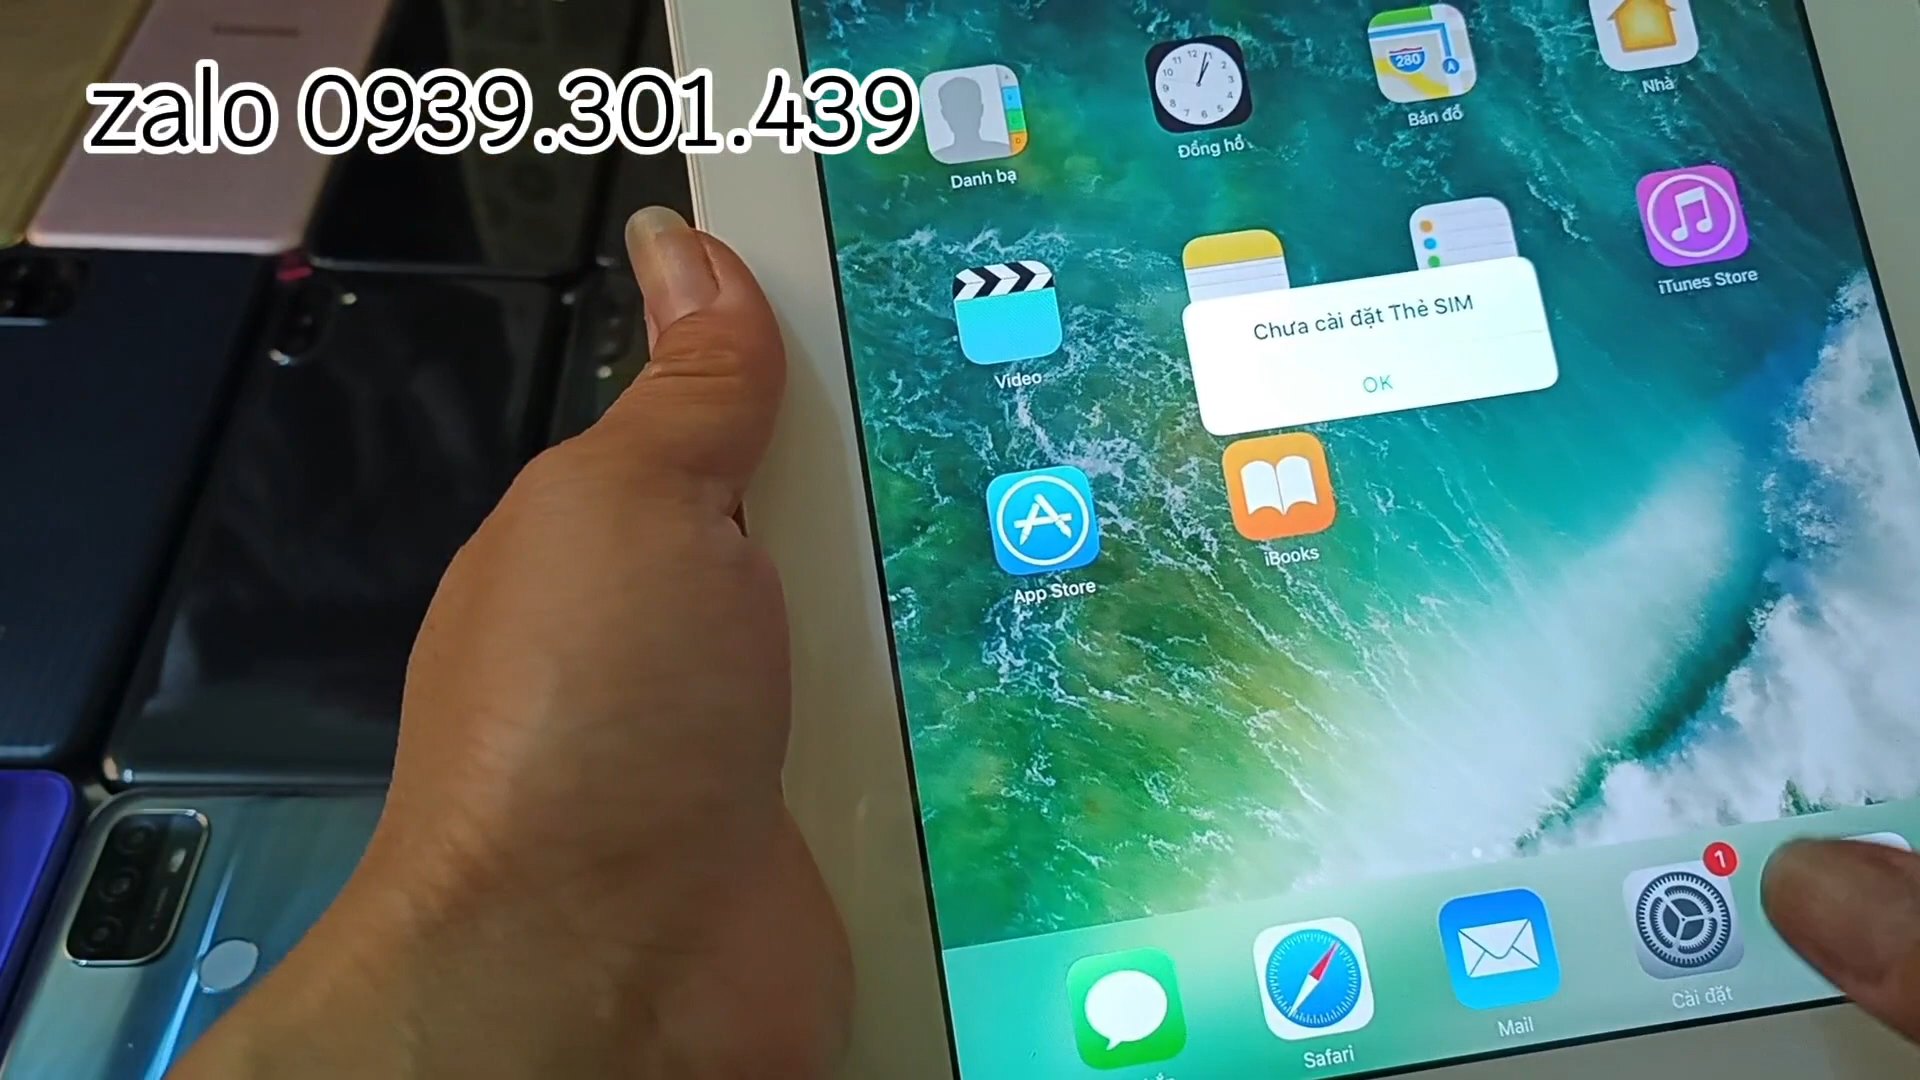 zalo 0939.301.439
Danh bạ
Đồng hồ
280
Bản đồ
Nhà
Video
iTunes Store
Chưa cài đặt Thẻ SIM
OK
App Store
iBooks
1
Safari
Mail
Cài đặt